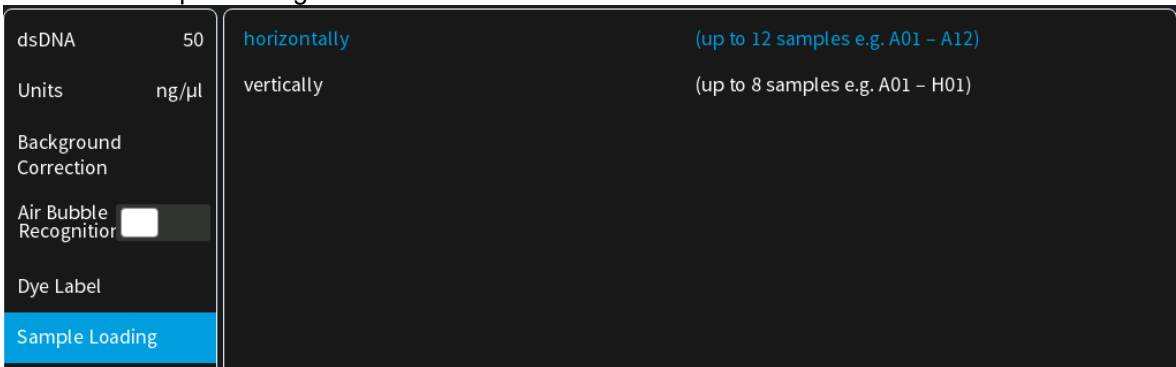 dsDNA 50
Units ng/µl
Background
Correction
Air Bubble
Recognition
Dye Label
Sample Loading
horizontally (up to 12 samples e.g. A01 – A12)
vertically (up to 8 samples e.g. A01 – H01)